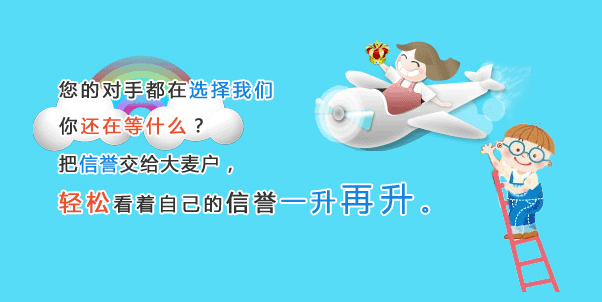 您的对手都在选择我们
你还在等什么？
把信誉交给大麦户，
轻松看着自己的信誉一升再升。